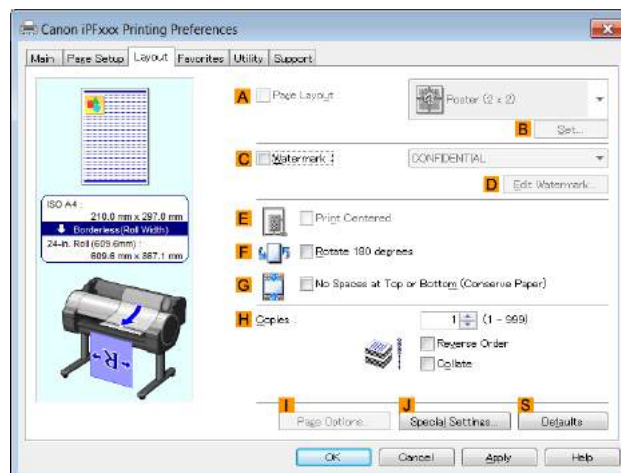 Canon iPFxxx Printing Preferences
Main Page Setup Layout Favorites Utility Support
A Page Layout Poster (2 x 2)
B Set...
C Watermark : CONFIDENTIAL
D Edit Watermark...
ISO A4 :
210.0 mm x 297.0 mm
Borderless(Roll Width)
24-in. Roll (609.6mm) :
609.6 mm x 867.1 mm
E Print Centered
F Rotate 180 degrees
G No Spaces at Top or Bottom (Conserve Paper)
H Copies : 1 (1 - 999)
Reverse Order
Collate
R
I J S
Page Options... Special Settings... Defaults
OK Cancel Apply Help